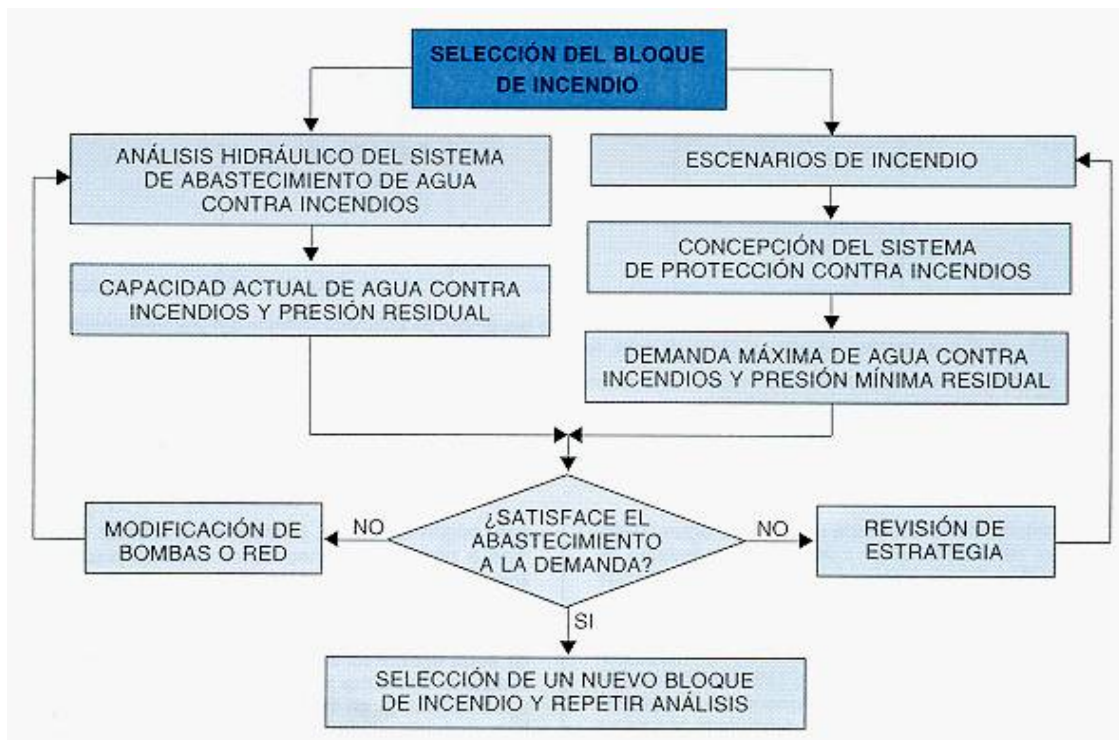 SELECCIÓN DEL BLOQUE
DE INCENDIO
ANÁLISIS HIDRÁULICO DEL SISTEMA
DE ABASTECIMIENTO DE AGUA
CONTRA INCENDIOS
ESCENARIOS DE INCENDIO
CONCEPCIÓN DEL SISTEMA
DE PROTECCIÓN CONTRA INCENDIOS
CAPACIDAD ACTUAL DE AGUA CONTRA
INCENDIOS Y PRESIÓN RESIDUAL
DEMANDA MÁXIMA DE AGUA CONTRA
INCENDIOS Y PRESIÓN MÍNIMA RESIDUAL
MODIFICACIÓN DE
BOMBAS O RED
NO
¿SATISFACE EL
ABASTECIMIENTO
A LA DEMANDA?
NO
REVISIÓN DE
ESTRATEGIA
SI
SELECCIÓN DE UN NUEVO BLOQUE
DE INCENDIO Y REPETIR ANÁLISIS